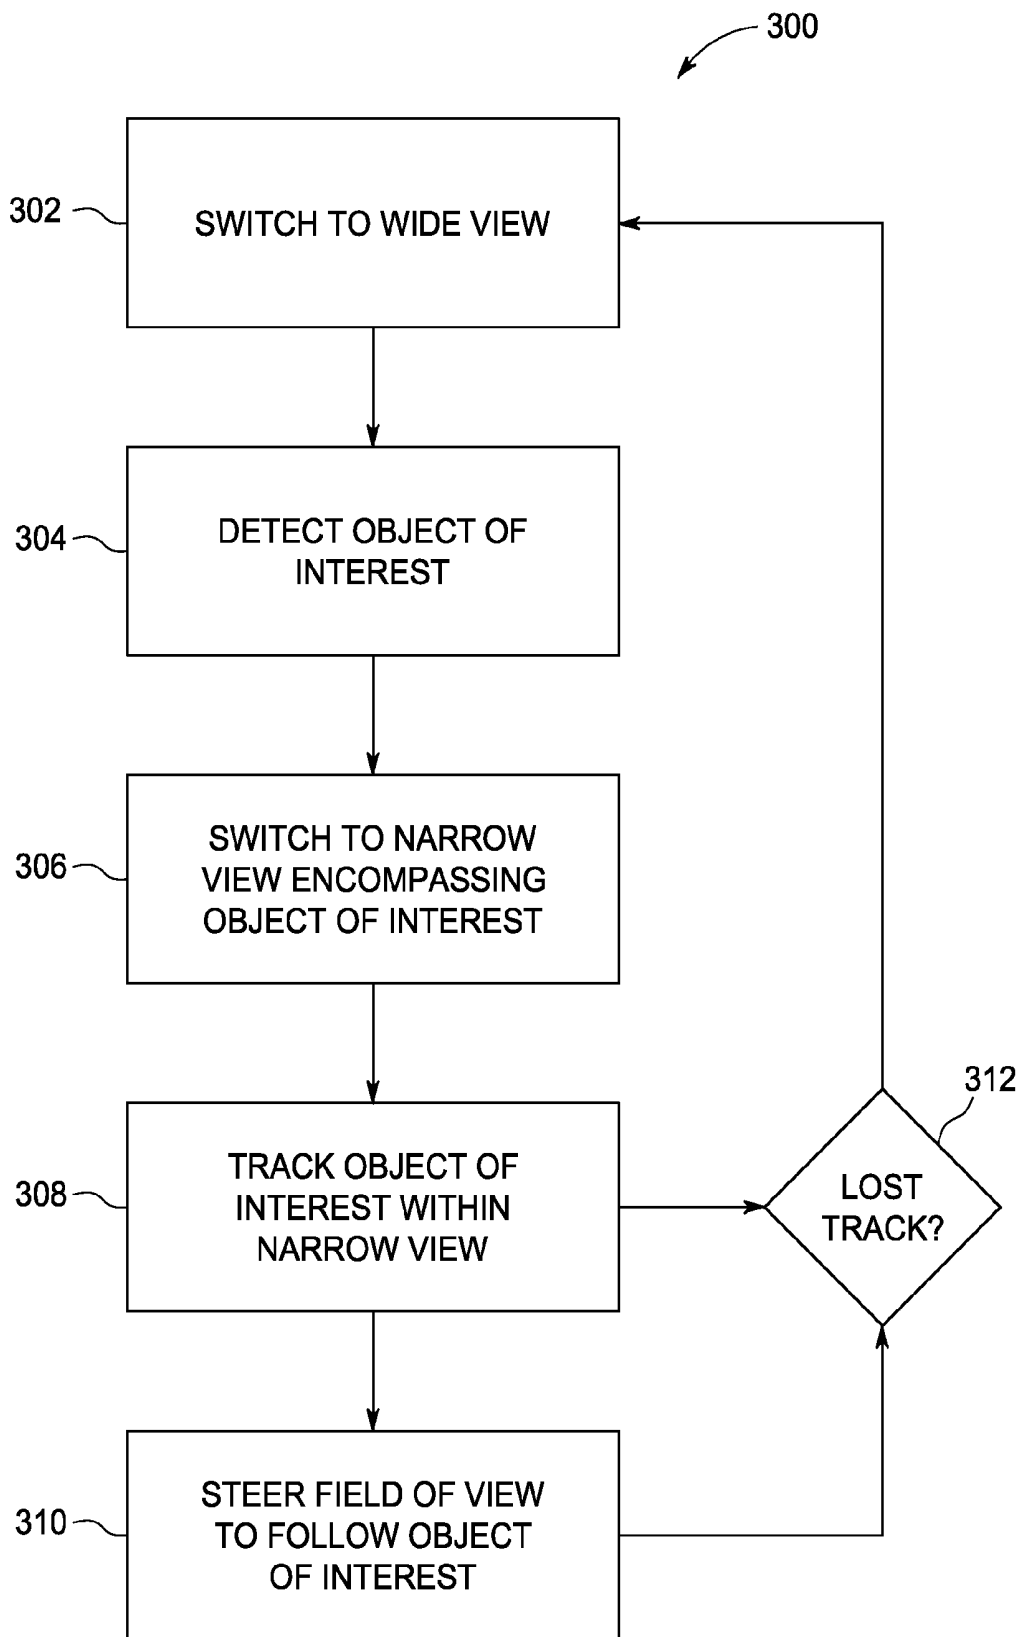 300
302
SWITCH TO WIDE VIEW
304
DETECT OBJECT OF
INTEREST
306
SWITCH TO NARROW
VIEW ENCOMPASSING
OBJECT OF INTEREST
308
TRACK OBJECT OF
INTEREST WITHIN
NARROW VIEW
312
LOST
TRACK?
310
STEER FIELD OF VIEW
TO FOLLOW OBJECT
OF INTEREST